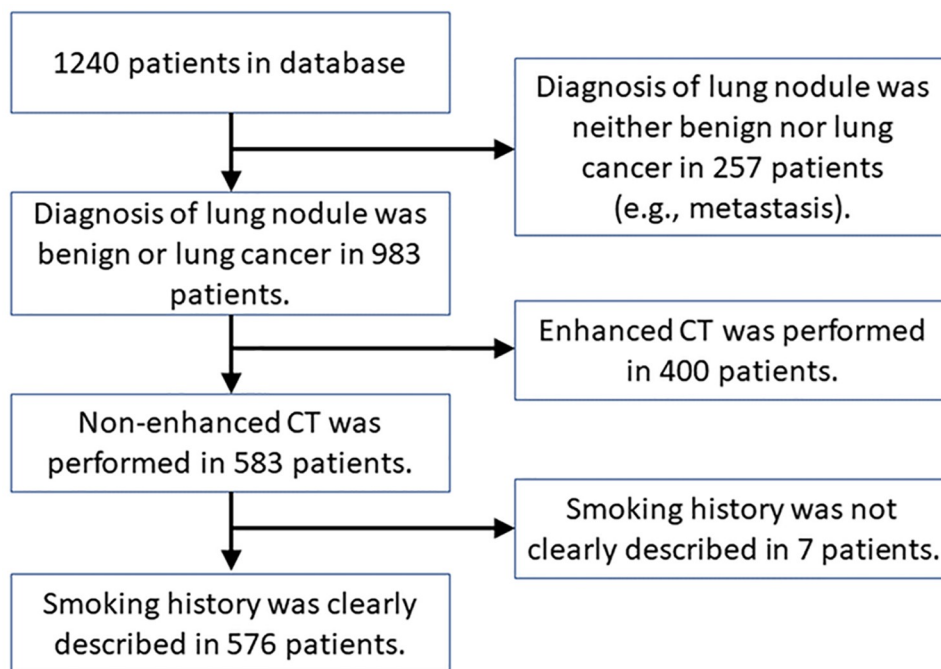 1240 patients in database
Diagnosis of lung nodule was
neither benign nor lung
cancer in 257 patients
(e.g., metastasis).
Diagnosis of lung nodule was
benign or lung cancer in 983
patients.
Enhanced CT was performed
in 400 patients.
Non-enhanced CT was
performed in 583 patients.
Smoking history was not
clearly described in 7 patients.
Smoking history was clearly
described in 576 patients.